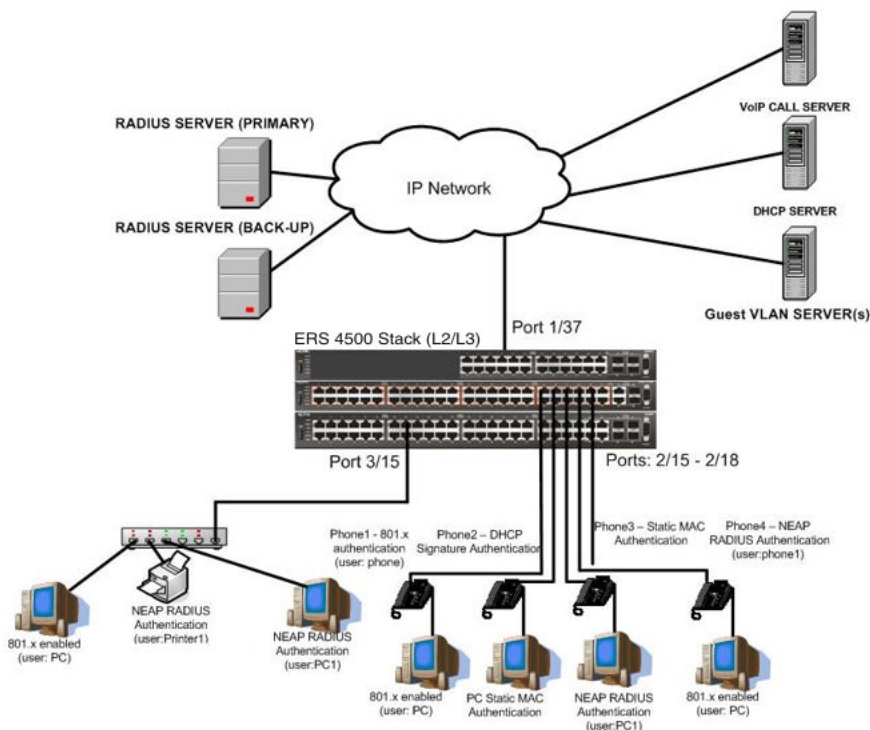 VoIP CALL SERVER
RADIUS SERVER (PRIMARY)
IP Network
DHCP SERVER
RADIUS SERVER (BACK-UP)
Guest VLAN SERVER(s)
Port 1/37
ERS 4500 Stack (L2/L3)
Port 3/15
Ports: 2/15 - 2/18
Phone1 - 801.x
authentication
(user: phone)
Phone2 – DHCP
Signature Authentication
Phone3 – Static MAC
Authentication
Phone4 – NEAP
RADIUS Authentication
(user:phone1)
801.x enabled
(user: PC)
NEAP RADIUS
Authentication
(user:Printer1)
NEAP RADIUS
Authentication
(user:PC1)
801.x enabled
(user: PC)
PC Static MAC
Authentication
NEAP RADIUS
Authentication
(user:PC1)
801.x enabled
(user: PC)